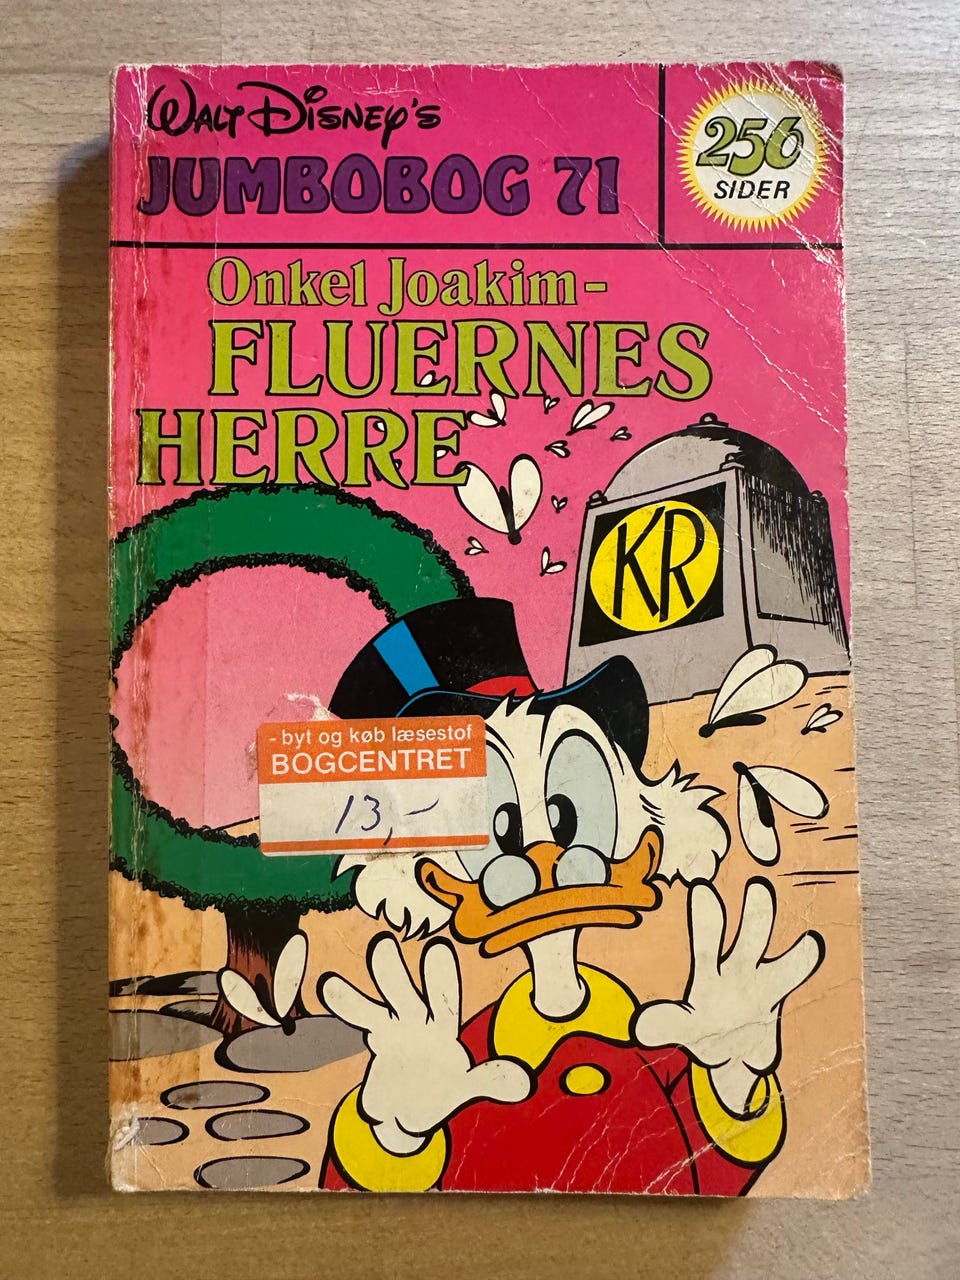 WALT DISNEY'S
JUMBOBOG 71
256
SIDER
Onkel Joakim-
FLUERNES
HERRE
KR
- byt og køb læsestof
BOGCENTRET
13,-